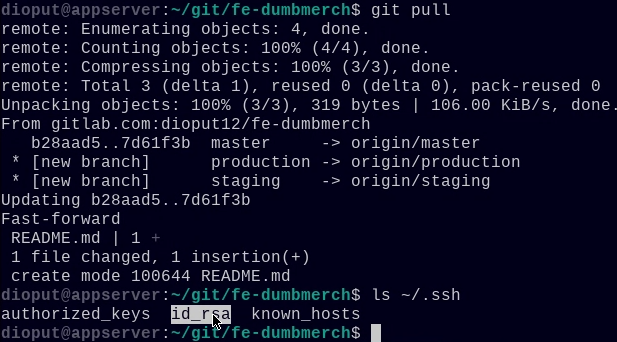 dioput@appserver:~/git/fe-dumbmerch$ git pull
remote: Enumerating objects: 4, done.
remote: Counting objects: 100% (4/4), done.
remote: Compressing objects: 100% (3/3), done.
remote: Total 3 (delta 1), reused 0 (delta 0), pack-reused 0
Unpacking objects: 100% (3/3), 319 bytes | 106.00 KiB/s, done.
From gitlab.com:dioput12/fe-dumbmerch
   b28aad5..7d61f3b  master     -> origin/master
 * [new branch]      production -> origin/production
 * [new branch]      staging    -> origin/staging
Updating b28aad5..7d61f3b
Fast-forward
 README.md | 1 +
 1 file changed, 1 insertion(+)
 create mode 100644 README.md
dioput@appserver:~/git/fe-dumbmerch$ ls ~/.ssh
authorized_keys  id_rsa  known_hosts
dioput@appserver:~/git/fe-dumbmerch$